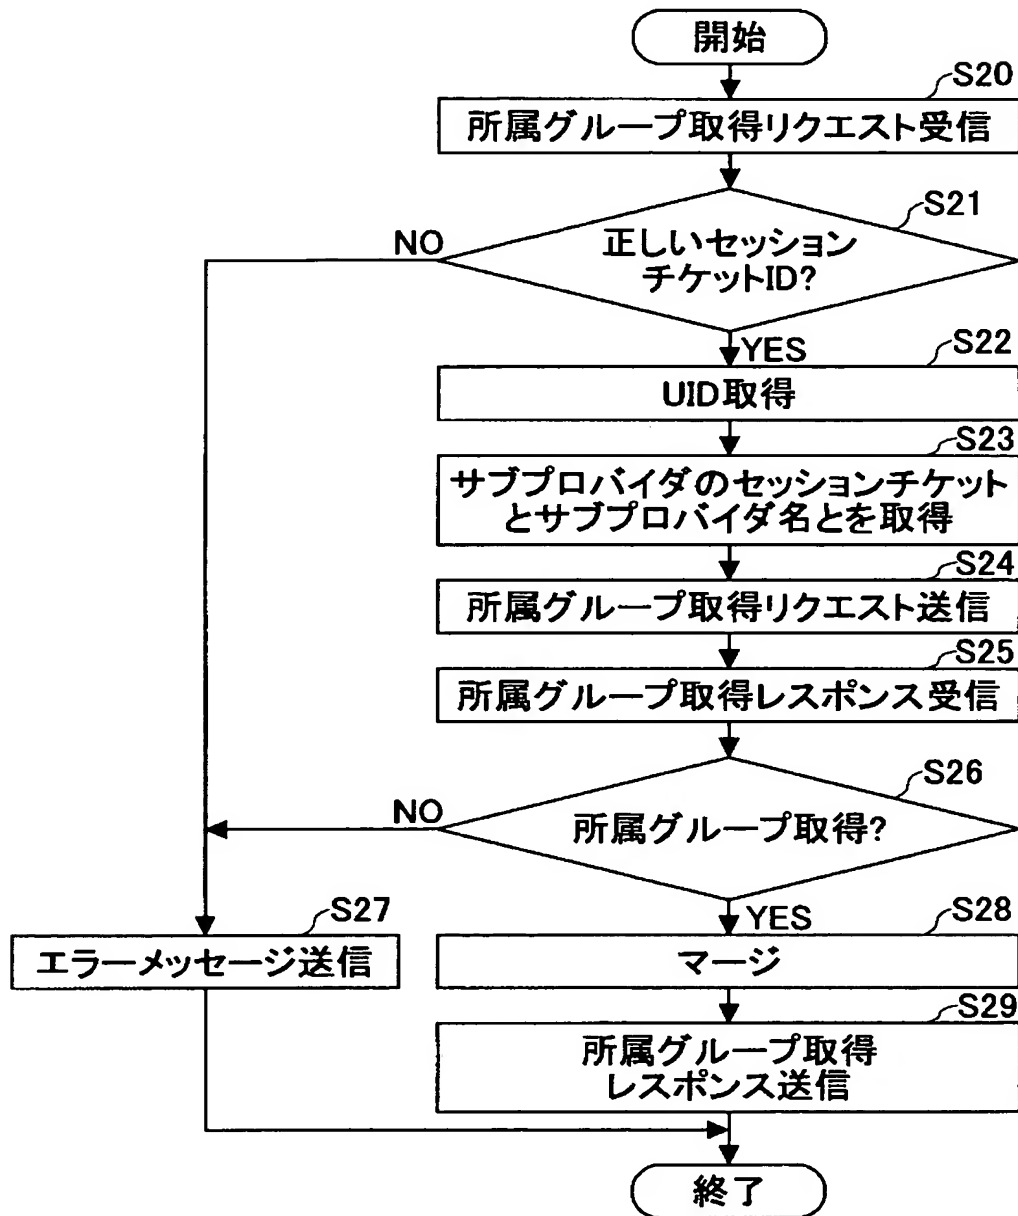 開始
S20
所属グループ取得リクエスト受信
S21
正しいセッション
チケットID?
NO
YES
S22
UID取得
S23
サブプロバイダのセッションチケット
とサブプロバイダ名とを取得
S24
所属グループ取得リクエスト送信
S25
所属グループ取得レスポンス受信
S26
所属グループ取得?
NO
YES
S27
エラーメッセージ送信
S28
マージ
S29
所属グループ取得
レスポンス送信
終了